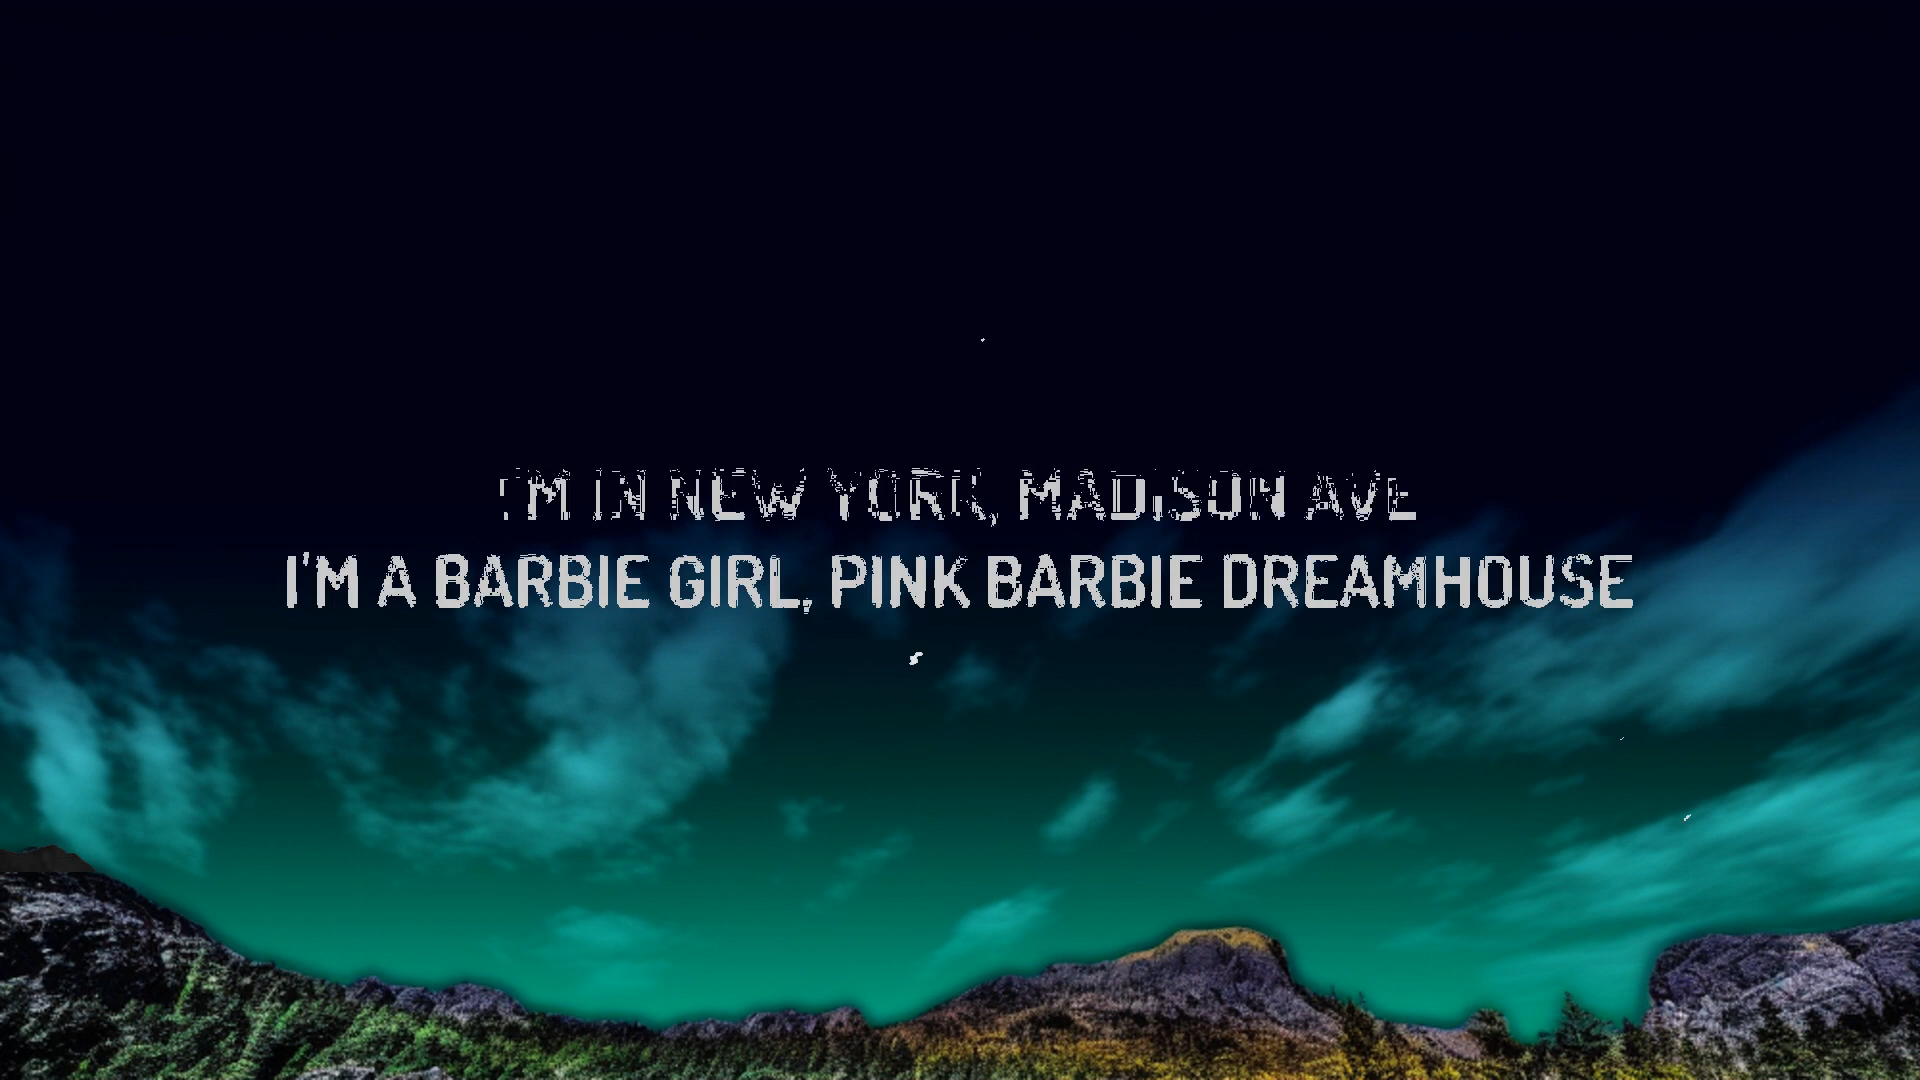 I'M IN NEW YORK, MADISON AVE
I'M A BARBIE GIRL, PINK BARBIE DREAMHOUSE